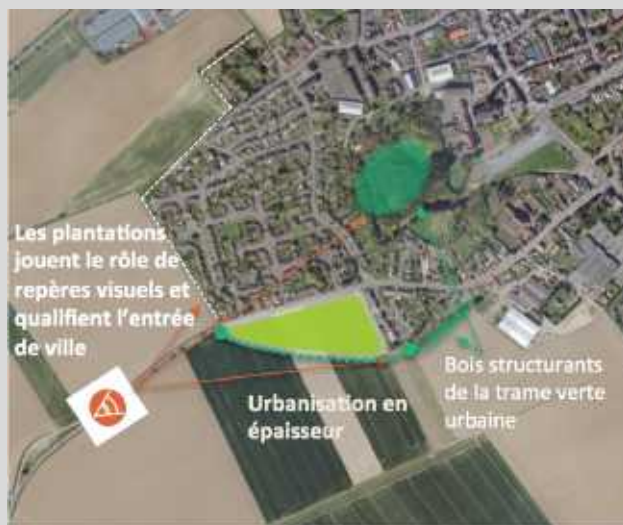 Les plantations
jouent le rôle de
repères visuels et
qualifient l'entrée
de ville
Urbanisation en
épaisseur
Bois structurants
de la trame verte
urbaine